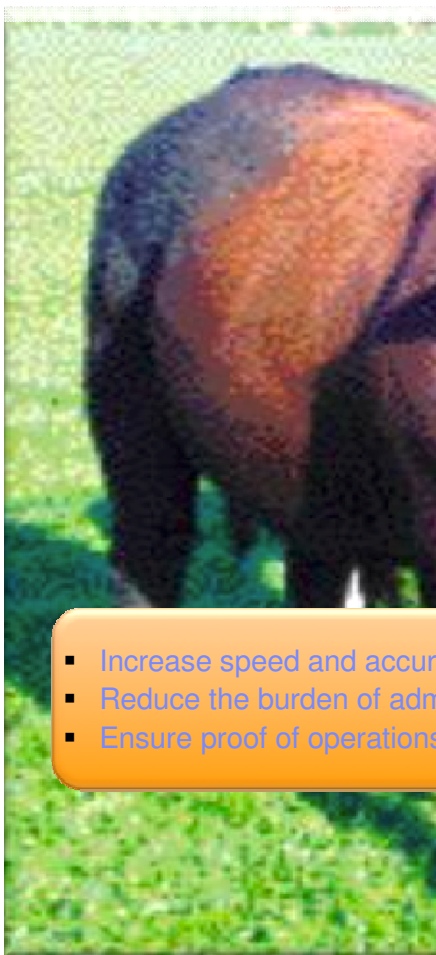 ▪ Increase speed and
▪ Reduce the burden of
▪ Ensure proof of operations